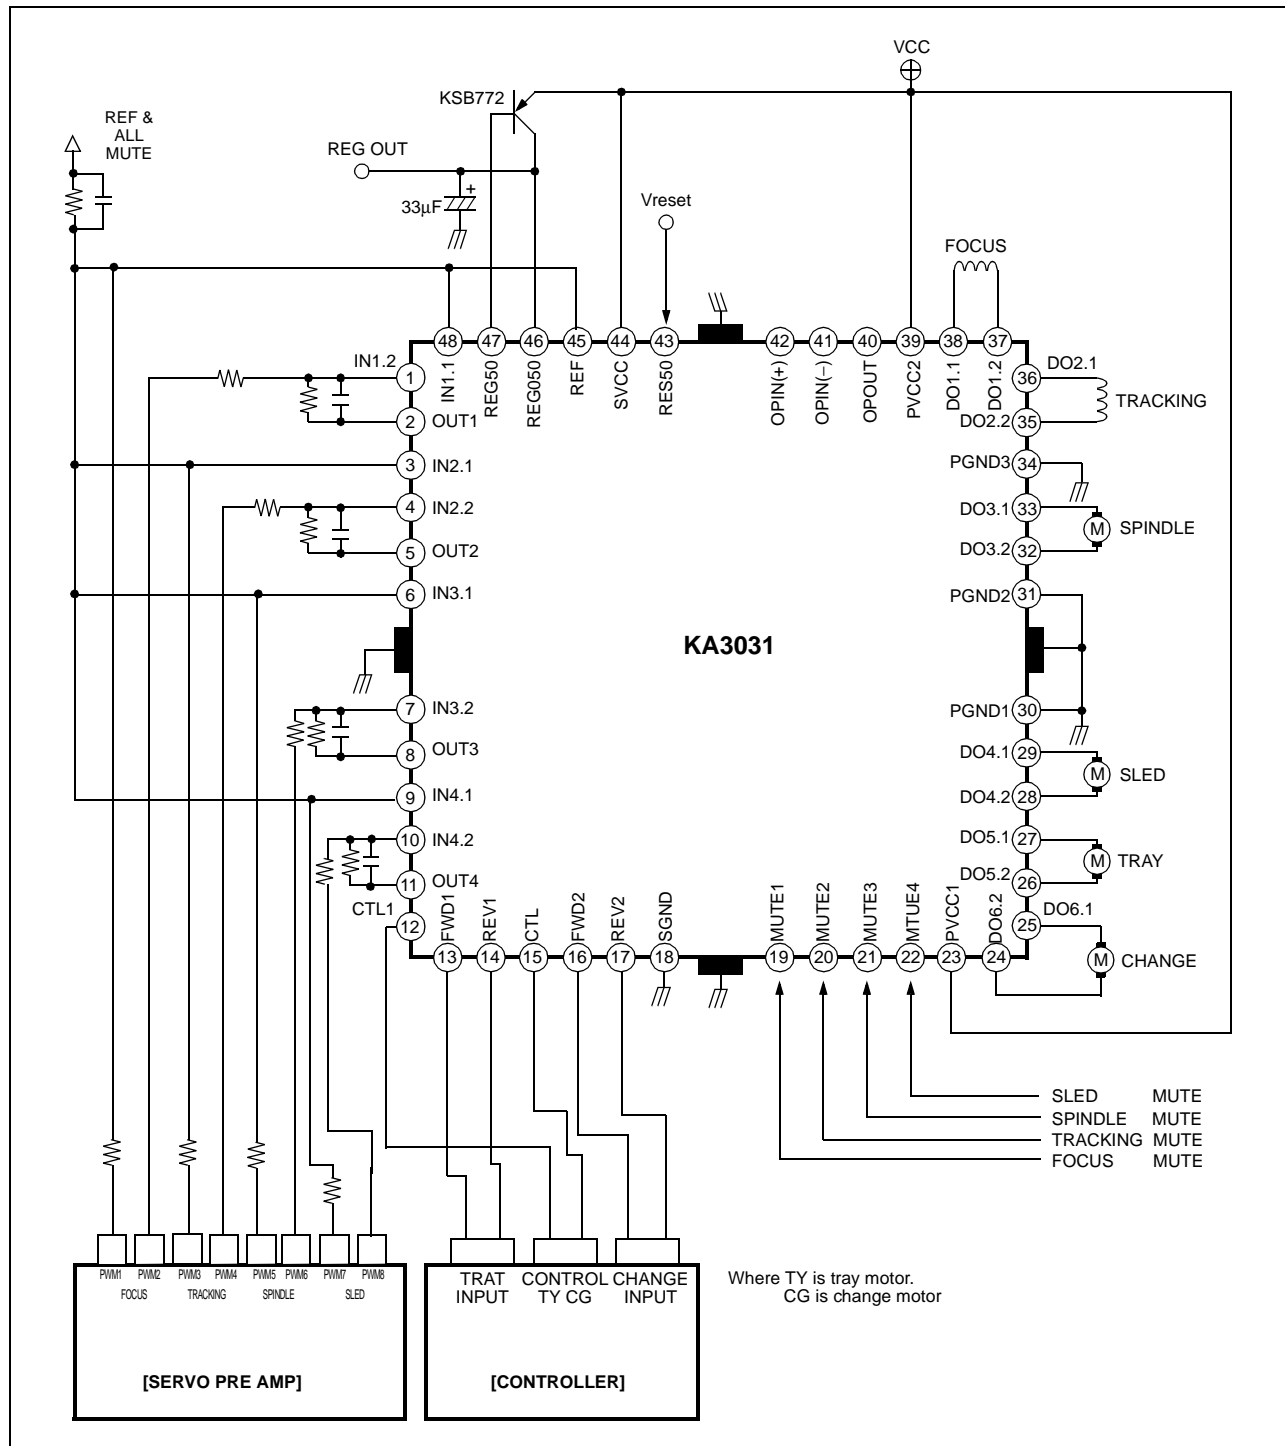 VCC
KSB772
REF &
ALL
MUTE
REG OUT
+
33µF
Vreset
FOCUS
48 47 46 45 44 43 42 41 40 39 38 37
IN1.1 REG50 REG050 REF SVCC RES50 OPIN(+) OPIN(−) OPOUT PVCC2 DO1.1 DO1.2
IN1.2
1
2 OUT1
3 IN2.1
4 IN2.2
5 OUT2
6 IN3.1
7 IN3.2
8 OUT3
9 IN4.1
10 IN4.2
11 OUT4
CTL1
12
KA3031
36 DO2.1
TRACKING
DO2.2 35
PGND3 34
DO3.1 33
M SPINDLE
DO3.2 32
PGND2 31
PGND1 30
DO4.1 29
M SLED
DO4.2 28
DO5.1 27
M TRAY
DO5.2 26
DO6.1
25
M CHANGE
FWD1 REV1 CTL FWD2 REV2 SGND MUTE1 MUTE2 MUTE3 MTUE4 PVCC1 DO6.2
13 14 15 16 17 18 19 20 21 22 23 24
SLED MUTE
SPINDLE MUTE
TRACKING MUTE
FOCUS MUTE
PWM1 PWM2 PWM3 PWM4 PWM5 PWM6 PWM7 PWM8
FOCUS TRACKING SPINDLE SLED
[SERVO PRE AMP]
TRAT CONTROL CHANGE
INPUT TY CG INPUT
[CONTROLLER]
Where TY is tray motor.
CG is change motor